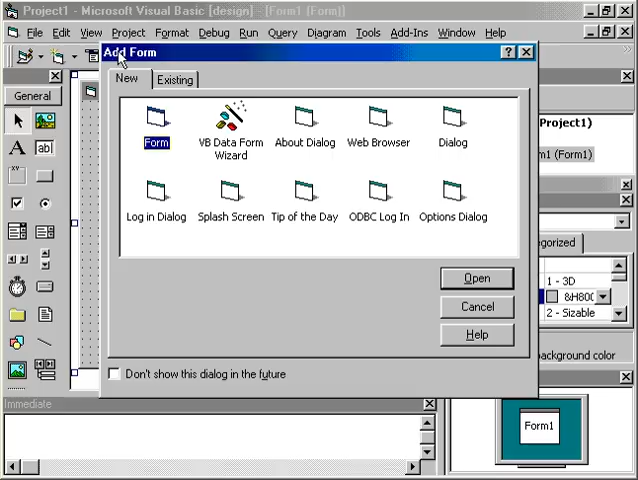 Project1 - Microsoft Visual Basic [design] - [Form1 (Form)]
File Edit View Project Format Debug Run Query Diagram Tools Add-Ins Window Help
Add Form
General
New Existing
Form
VB Data Form Wizard
About Dialog
Web Browser
Dialog
Log in Dialog
Splash Screen
Tip of the Day
ODBC Log In
Options Dialog
Open
Cancel
Help
Don't show this dialog in the future
A
ab|
xv
Project1)
m1 (Form1)
egorized
1 - 3D
&H800
2 - Sizable
background color
Immediate
Form1